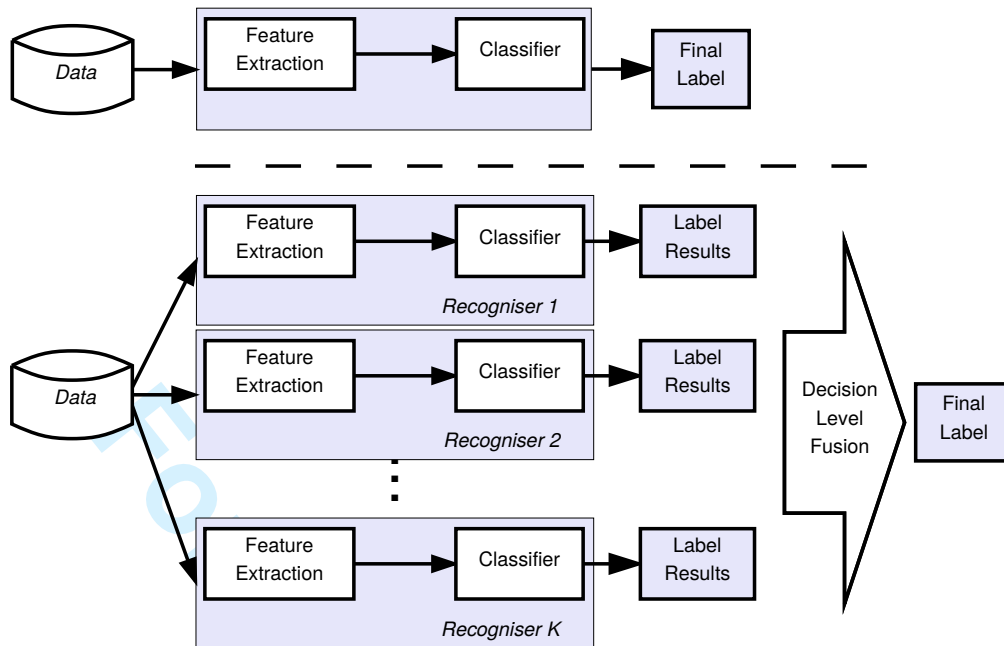 Data
Feature
Extraction
Classifier
Final
Label
Feature
Extraction
Classifier
Label
Results
Recogniser 1
Data
Feature
Extraction
Classifier
Label
Results
Recogniser 2
Decision
Level
Fusion
Final
Label
Feature
Extraction
Classifier
Label
Results
Recogniser K